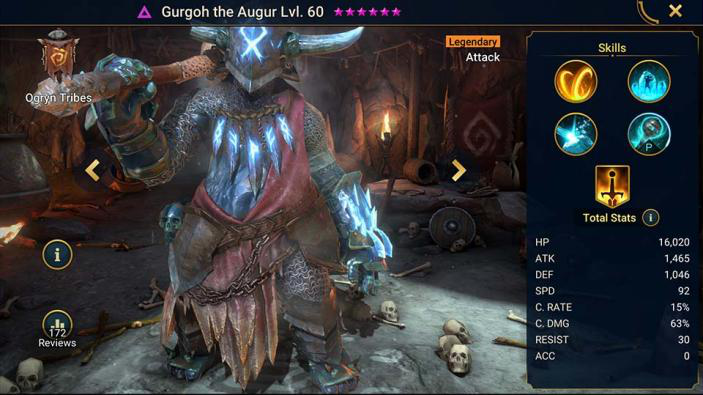 Gurgoh the Augur Lvl. 60
Legendary
Attack
Ogryn Tribes
172
Reviews
Skills
P
Total Stats
HP 16,020
ATK 1,465
DEF 1,046
SPD 92
C. RATE 15%
C. DMG 63%
RESIST 30
ACC 0